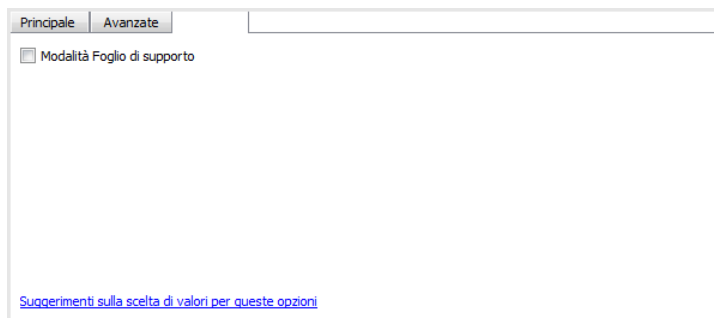 Principale Avanzate
Modalità Foglio di supporto
Suggerimenti sulla scelta di valori per queste opzioni